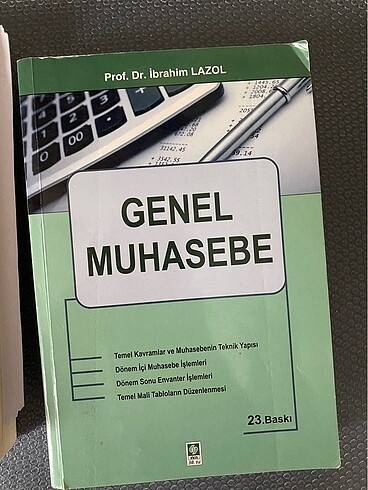 Prof. Dr. İbrahim LAZOL
GENEL
MUHASEBE
Temel Kavramlar ve Muhasebenin Teknik Yapısı
Dönem İçi Muhasebe İşlemleri
Dönem Sonu Envanter İşlemleri
Temel Mali Tabloların Düzenlenmesi
23.Baskı